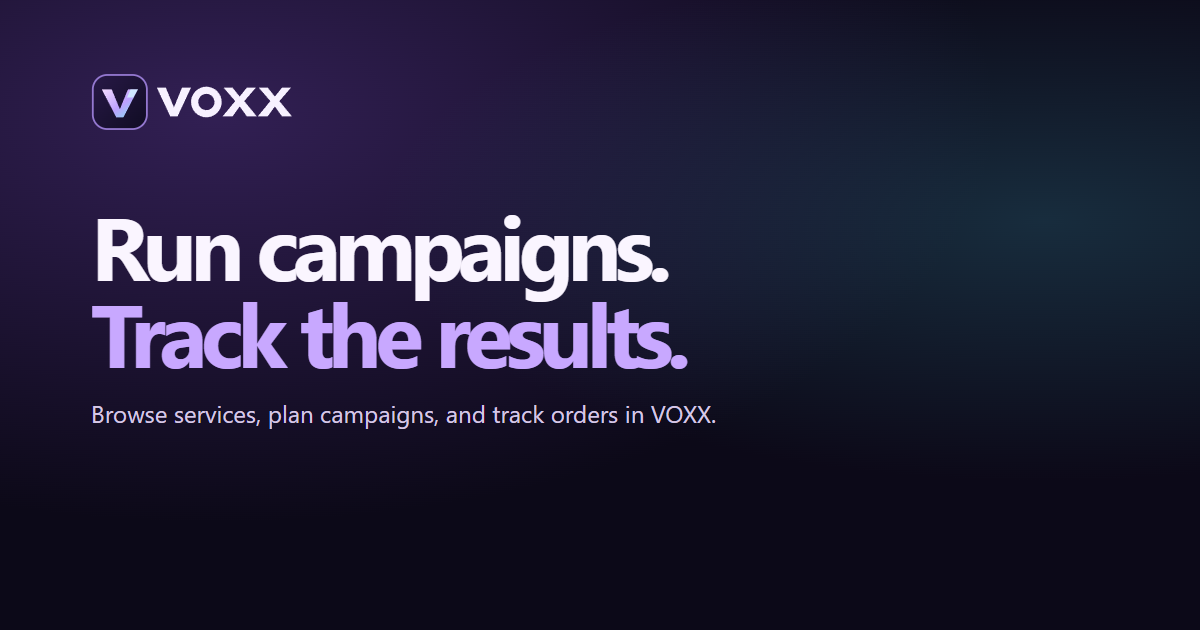 V VOXX
Run campaigns.
Track the results.
Browse services, plan campaigns, and track orders in VOXX.